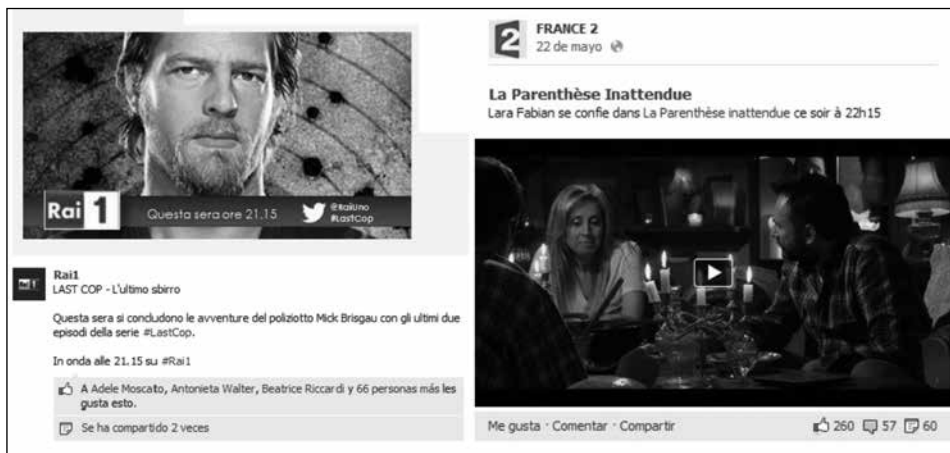 Rai 1
Questa sera ore 21.15
@RaiUno
#LastCop
Rai1
LAST COP - L'ultimo sbirro
Questa sera si concludono le avventure del poliziotto Mick Brisgau con gli ultimi due
episodi della serie #LastCop.
In onda alle 21.15 su #Rai1
A Adele Moscato, Antonieta Walter, Beatrice Riccardi y 66 personas más les
gusta esto.
Se ha compartido 2 veces
2
FRANCE 2
22 de mayo
La Parenthèse Inattendue
Lara Fabian se confie dans La Parenthèse inattendue ce soir à 22h15
Me gusta · Comentar · Compartir
260 57 60